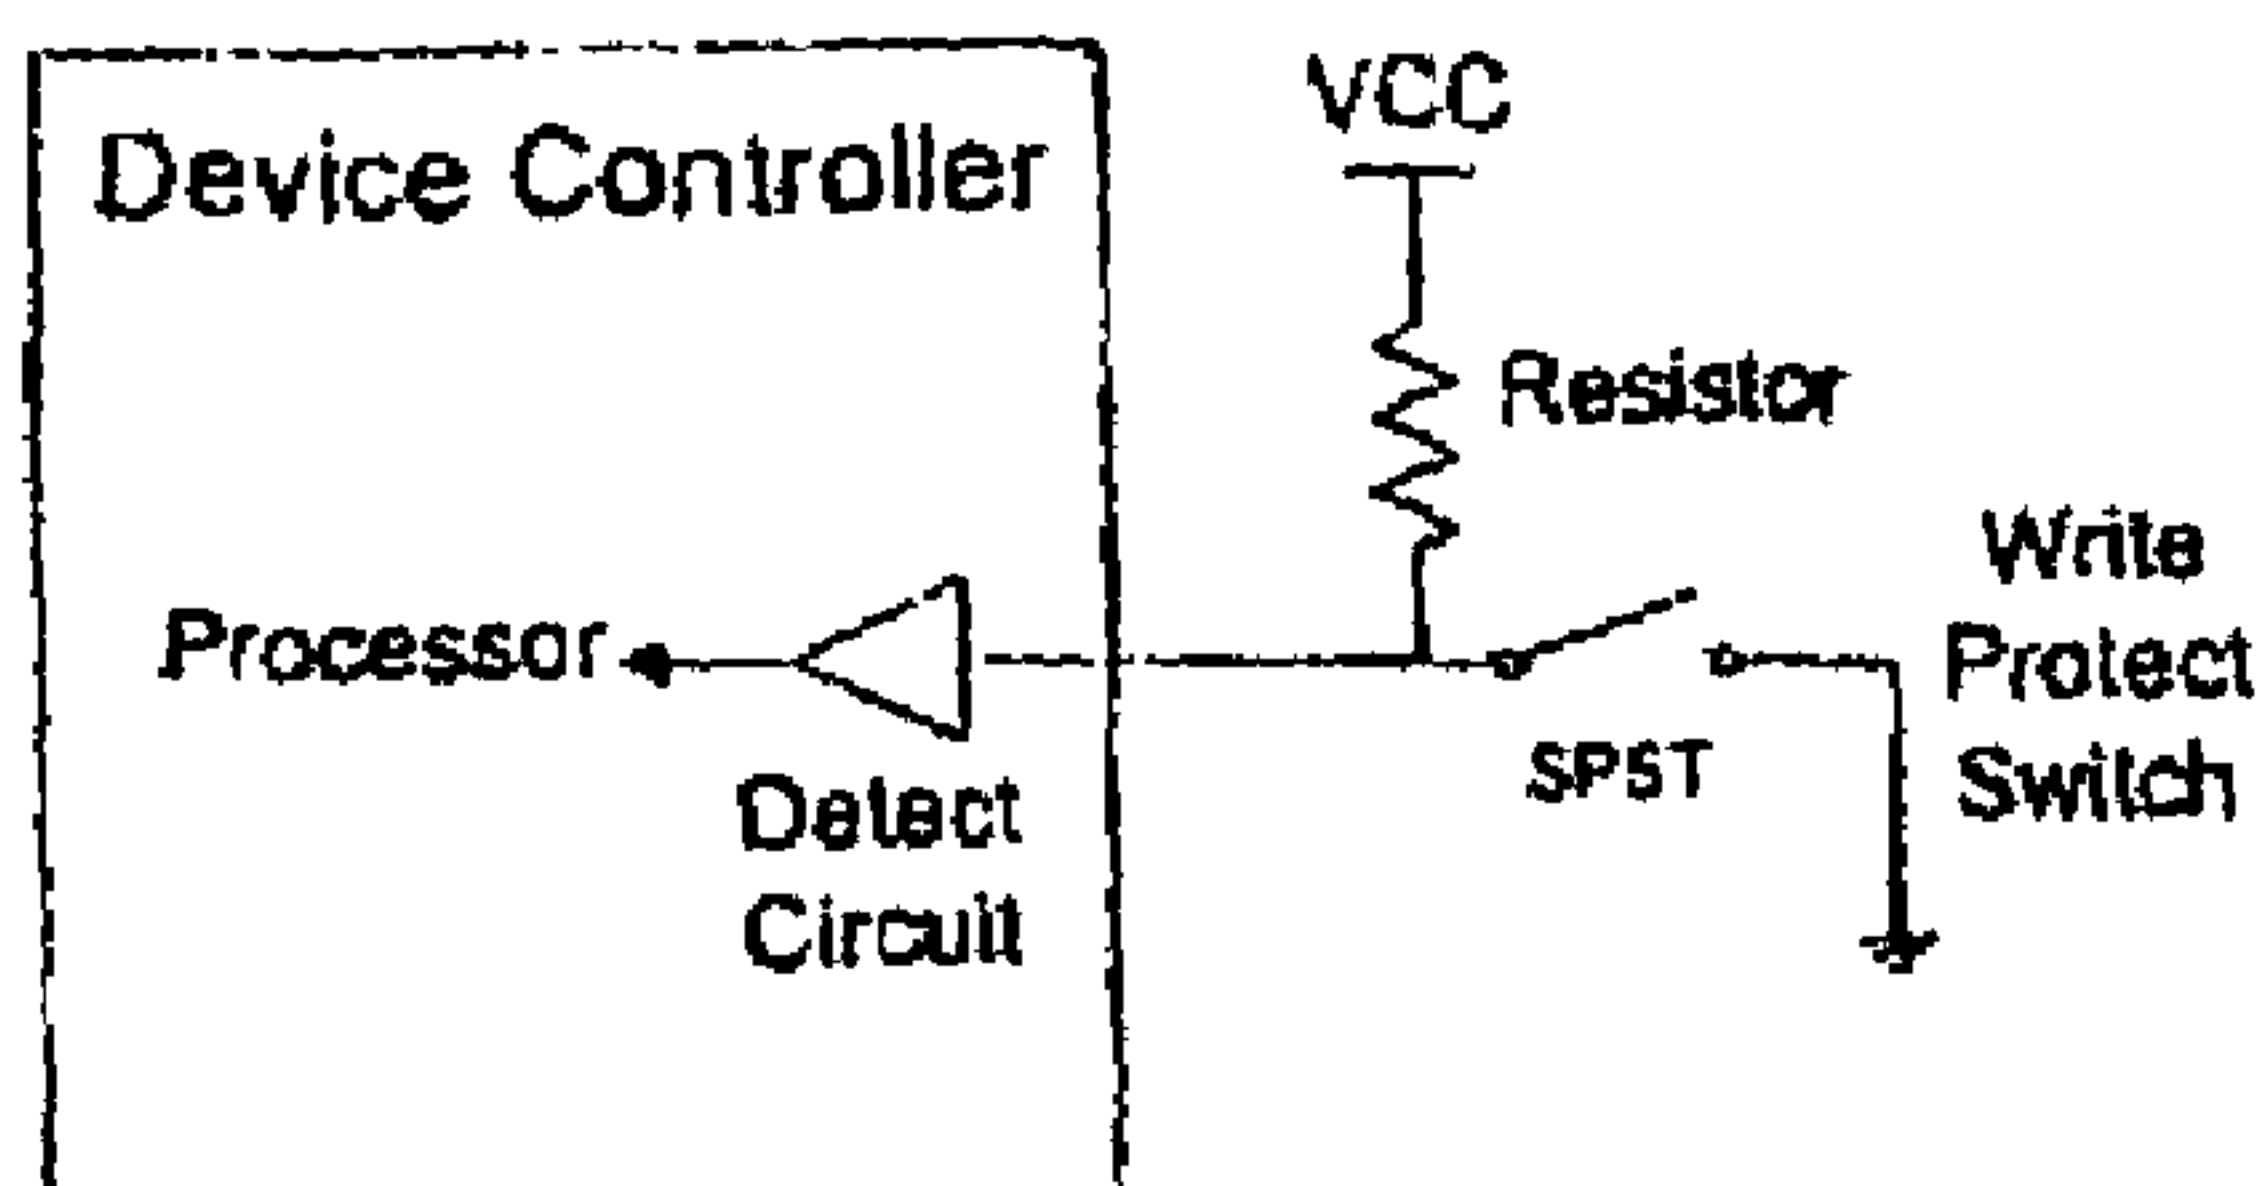 Device Controller
VCC
Resistor
Write
Protect
Switch
Processor
SPST
Detect
Circuit